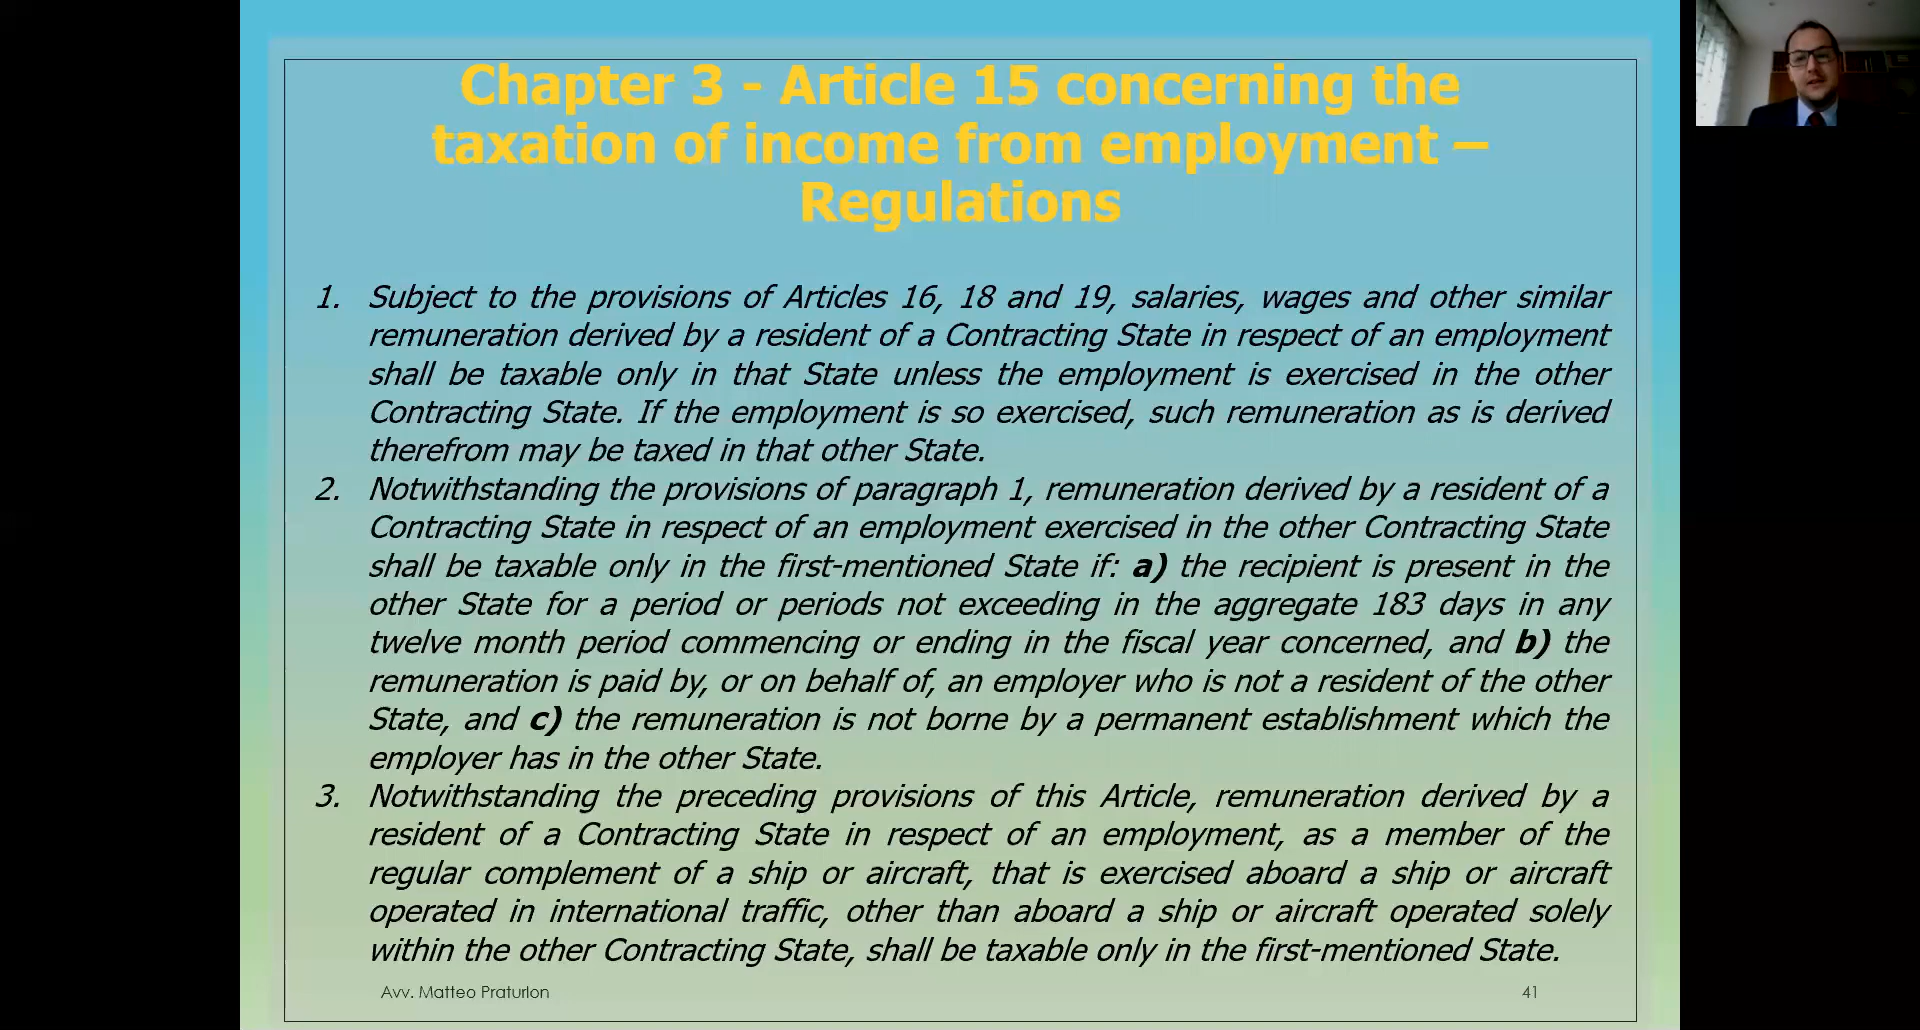 Chapter 3 - Article 15 concerning the
taxation of income from employment –
Regulations
1. Subject to the provisions of Articles 16, 18 and 19, salaries, wages and other similar
remuneration derived by a resident of a Contracting State in respect of an employment
shall be taxable only in that State unless the employment is exercised in the other
Contracting State. If the employment is so exercised, such remuneration as is derived
therefrom may be taxed in that other State.
2. Notwithstanding the provisions of paragraph 1, remuneration derived by a resident of a
Contracting State in respect of an employment exercised in the other Contracting State
shall be taxable only in the first-mentioned State if: a) the recipient is present in the
other State for a period or periods not exceeding in the aggregate 183 days in any
twelve month period commencing or ending in the fiscal year concerned, and b) the
remuneration is paid by, or on behalf of, an employer who is not a resident of the other
State, and c) the remuneration is not borne by a permanent establishment which the
employer has in the other State.
3. Notwithstanding the preceding provisions of this Article, remuneration derived by a
resident of a Contracting State in respect of an employment, as a member of the
regular complement of a ship or aircraft, that is exercised aboard a ship or aircraft
operated in international traffic, other than aboard a ship or aircraft operated solely
within the other Contracting State, shall be taxable only in the first-mentioned State.
Avv. Matteo Praturlon
41